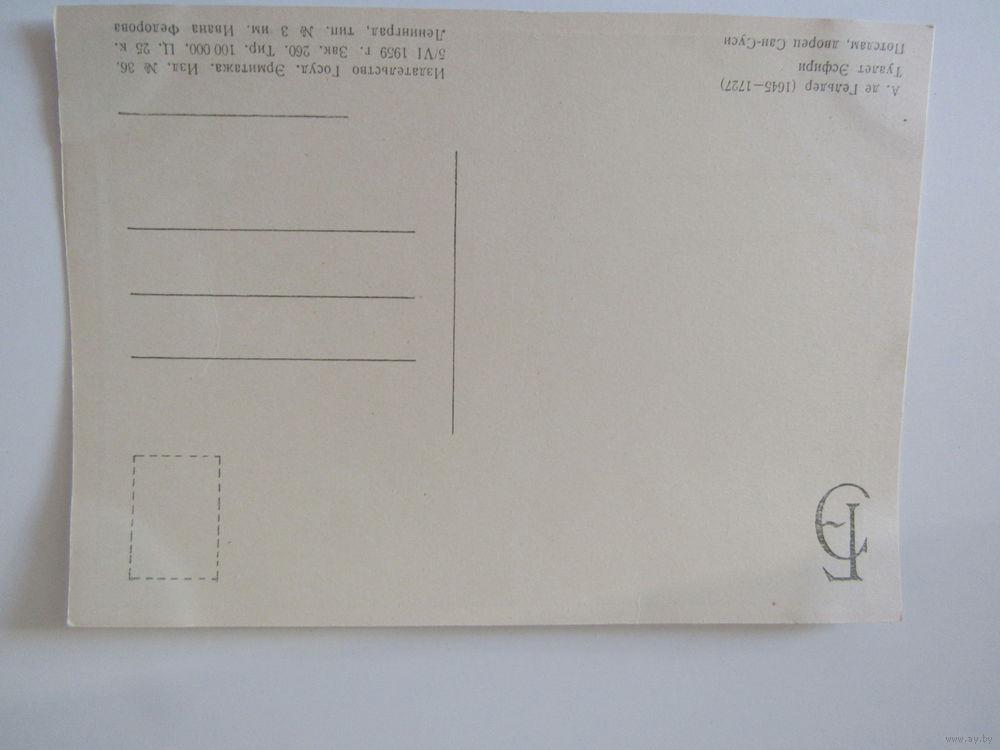 А. де Гельдер (1645—1727)
Туалет Эсфири
Потсдам, дворец Сан-Суси
Издательство Госуд. Эрмитажа. Изд. № 36.
5/VI 1959 г. Зак. 260. Тир. 100 000. Ц. 25 к.
Ленинград, тип. № 3 им. Ивана Федорова
ГЭ
www.ay.by